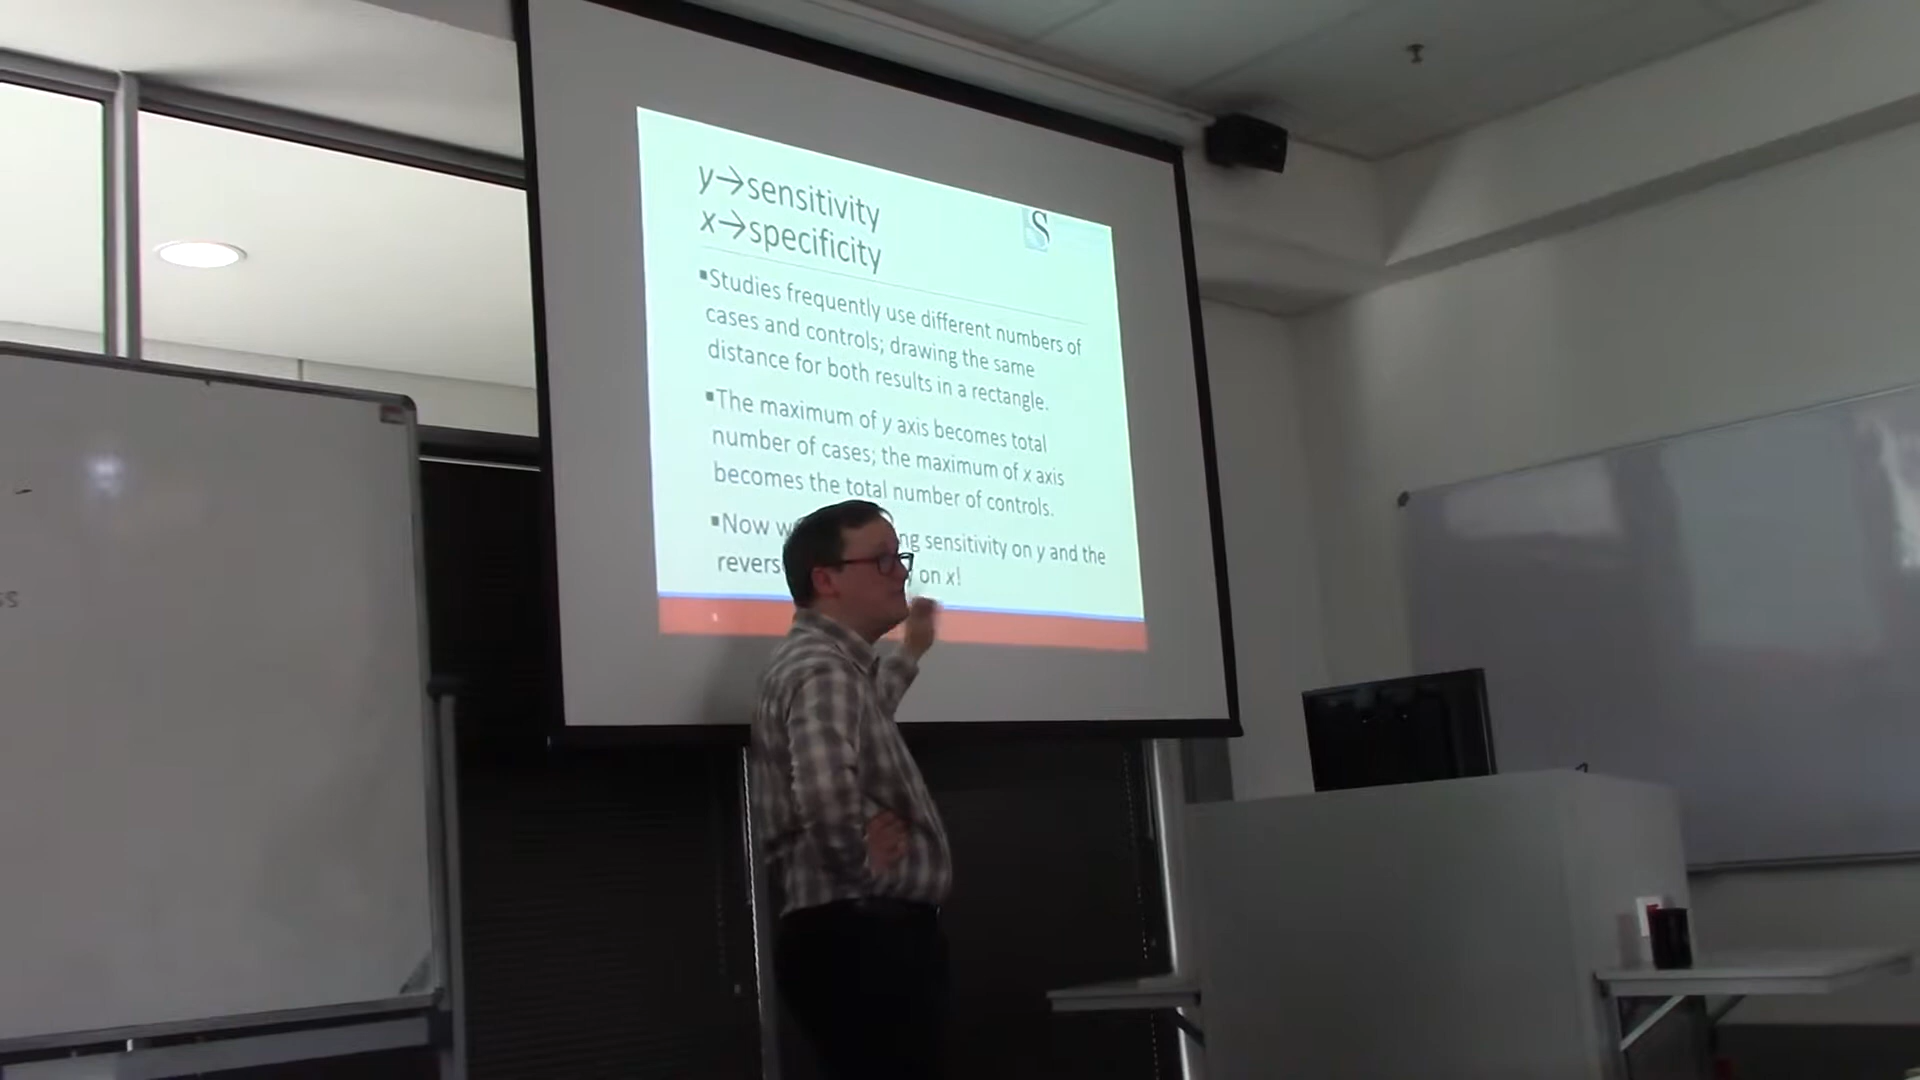 y→sensitivity
x→specificity
S
▪Studies frequently use different numbers of
cases and controls; drawing the same
distance for both results in a rectangle.
▪The maximum of y axis becomes total
number of cases; the maximum of x axis
becomes the total number of controls.
▪Now sensitivity on y and the
on x!